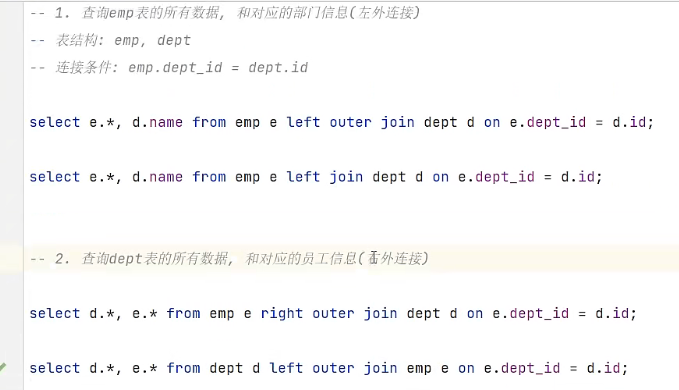 -- 1. 查询emp表的所有数据, 和对应的部门信息(左外连接)
-- 表结构: emp, dept
-- 连接条件: emp.dept_id = dept.id
select e.*, d.name from emp e left outer join dept d on e.dept_id = d.id;
select e.*, d.name from emp e left join dept d on e.dept_id = d.id;
-- 2. 查询dept表的所有数据, 和对应的员工信息(右外连接)
select d.*, e.* from emp e right outer join dept d on e.dept_id = d.id;
select d.*, e.* from dept d left outer join emp e on e.dept_id = d.id;